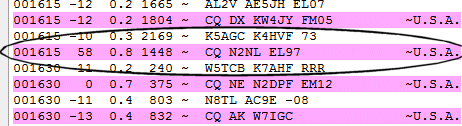 001615 -12 0.2 1665 ~ AL2V AE5JH EL07
001615 -12 0.2 1804 ~ CQ DX KW4JY FM05 ~U.S.A.
001615 -10 0.3 2169 ~ K5AGC K4HVF 73
001615 58 0.8 1448 ~ CQ N2NL EL97 ~U.S.A.
001630 -11 0.2 240 ~ W5TCB K7AHF RRR
001630 0 0.7 375 ~ CQ NE N2DPF EM12 ~U.S.A.
001630 -11 0.4 803 ~ N8TL AC9E -08
001630 -13 0.4 832 ~ CQ AK W7IGC ~U.S.A.